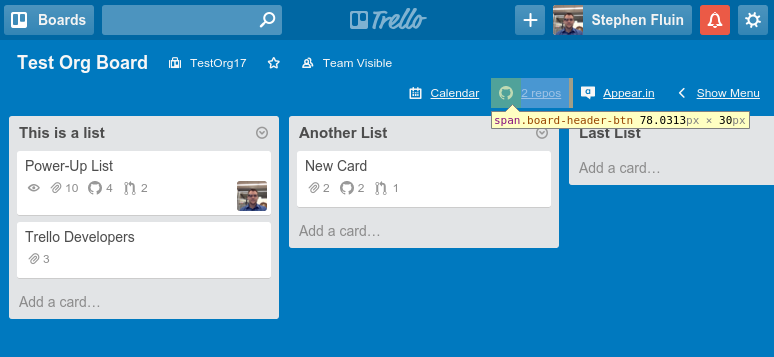 Boards
Trello
Stephen Fluin
Test Org Board
TestOrg17
Team Visible
Calendar
2 repos
Appear.in
Show Menu
span.board-header-btn 78.0313px × 30px
This is a list
Power-Up List
10 4 2
Trello Developers
3
Add a card…
Another List
New Card
2 2 1
Add a card…
Last List
Add a card…